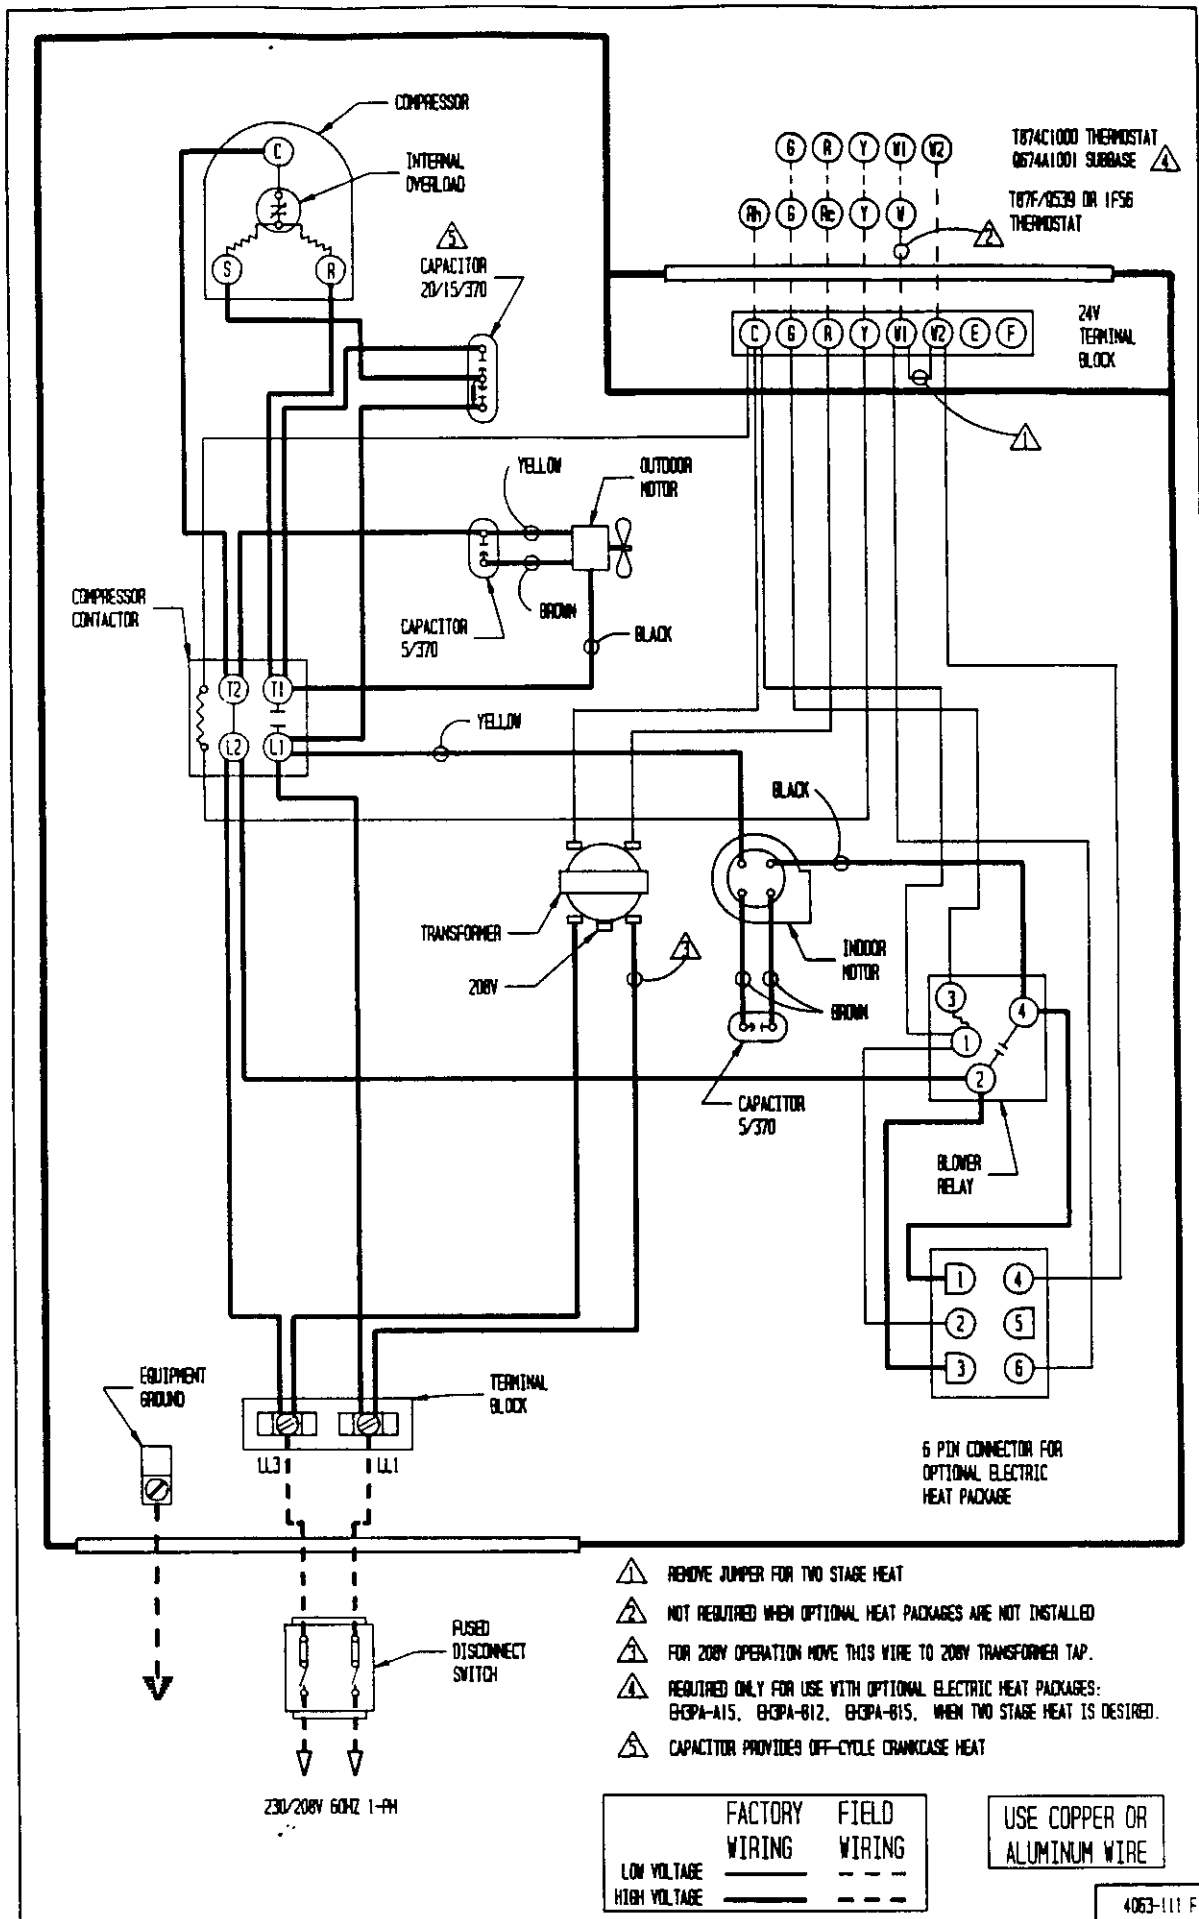 COMPRESSOR
C
INTERNAL
OVERLOAD
S
R
5
CAPACITOR
20/15/370
G R Y W1 W2
T874C1000 THERMOSTAT
Q674A1001 SUBBASE 4
Rh G Rc Y W
T87F/Q539 OR 1F56
THERMOSTAT
2
C G R Y W1 W2 E F
24V
TERMINAL
BLOCK
1
YELLOW
OUTDOOR
MOTOR
BROWN
CAPACITOR
5/370
BLACK
COMPRESSOR
CONTACTOR
T2 T1
L2 L1
YELLOW
BLACK
TRANSFORMER
208V
3
INDOOR
MOTOR
BROWN
CAPACITOR
5/370
3
4
1
2
BLOWER
RELAY
1 4
2 5
3 6
6 PIN CONNECTOR FOR
OPTIONAL ELECTRIC
HEAT PACKAGE
EQUIPMENT
GROUND
TERMINAL
BLOCK
LL3 LL1
FUSED
DISCONNECT
SWITCH
230/208V 60HZ 1-PH
1 REMOVE JUMPER FOR TWO STAGE HEAT
2 NOT REQUIRED WHEN OPTIONAL HEAT PACKAGES ARE NOT INSTALLED
3 FOR 208V OPERATION MOVE THIS WIRE TO 208V TRANSFORMER TAP.
4 REQUIRED ONLY FOR USE WITH OPTIONAL ELECTRIC HEAT PACKAGES:
EH3PA-A15, EH3PA-B12, EH3PA-B15, WHEN TWO STAGE HEAT IS DESIRED.
5 CAPACITOR PROVIDES OFF-CYCLE CRANKCASE HEAT
FACTORY FIELD
WIRING WIRING
LOW VOLTAGE
HIGH VOLTAGE
USE COPPER OR
ALUMINUM WIRE
4063-111 F